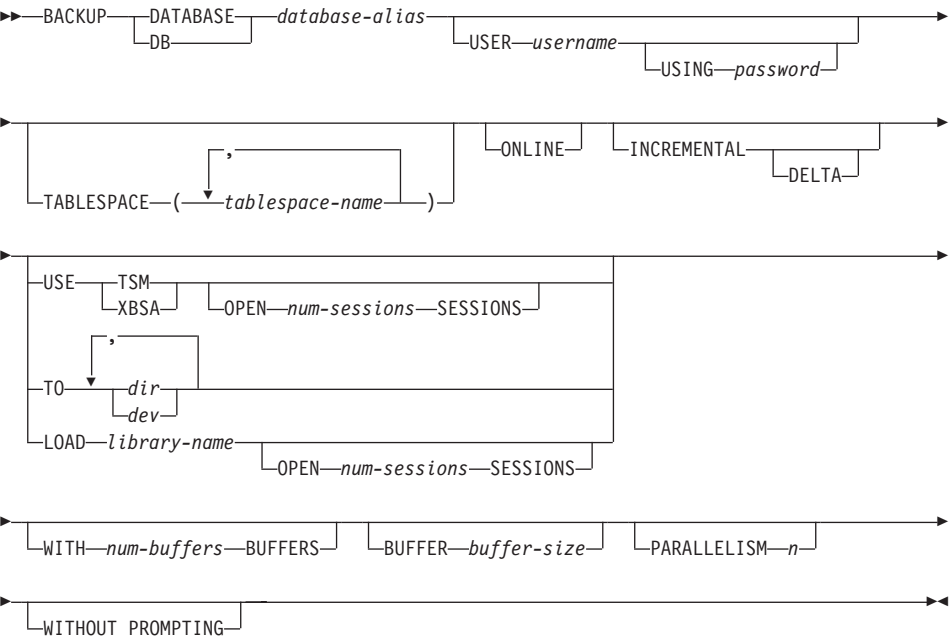 BACKUP DATABASE database-alias
DB USER username
USING password
,
ONLINE INCREMENTAL
TABLESPACE ( tablespace-name ) DELTA
USE TSM
XBSA OPEN num-sessions SESSIONS
,
TO dir
dev
LOAD library-name
OPEN num-sessions SESSIONS
WITH num-buffers BUFFERS BUFFER buffer-size PARALLELISM n
WITHOUT PROMPTING